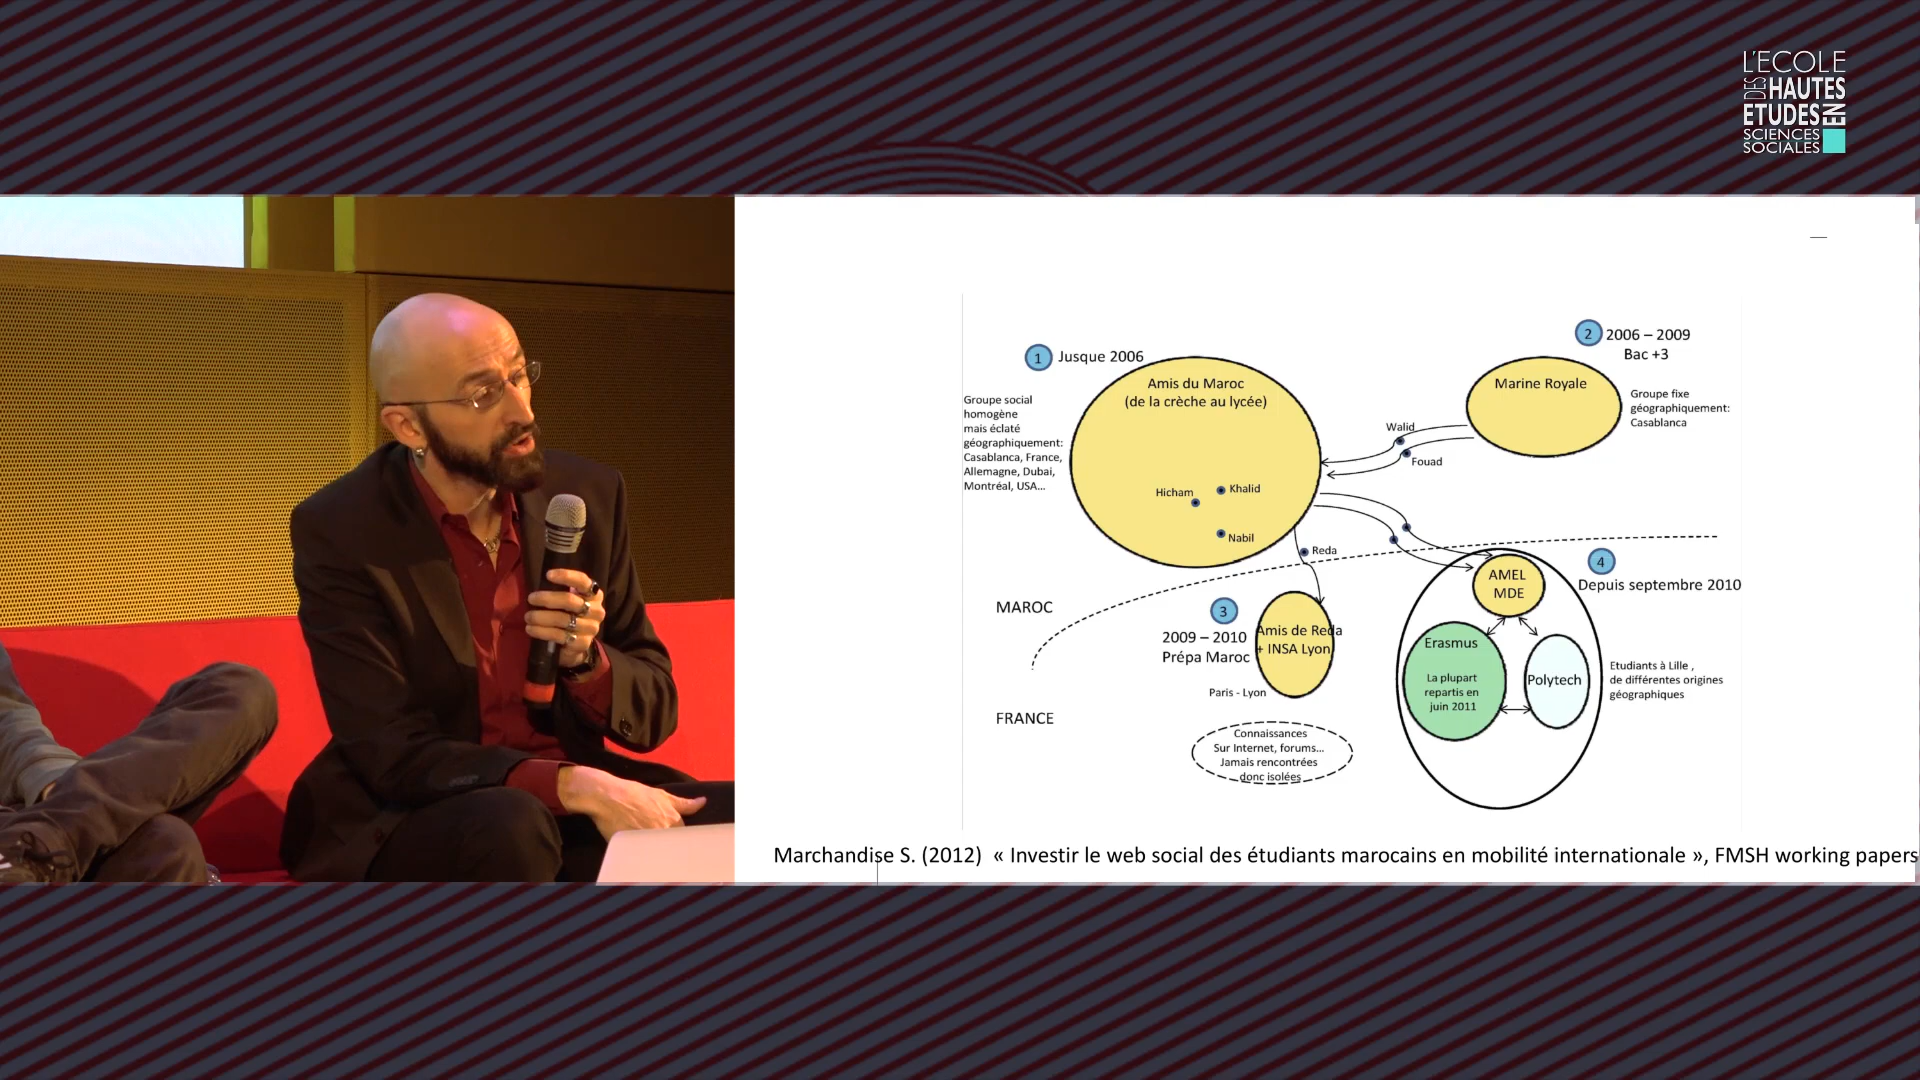 L'ECOLE
DES HAUTES
ETUDES EN
SCIENCES
SOCIALES
1 Jusque 2006
Groupe social
homogène
mais éclaté
géographiquement:
Casablanca, France,
Allemagne, Dubai,
Montréal, USA...
Amis du Maroc
(de la crèche au lycée)
Hicham
Khalid
Nabil
2 2006 – 2009
Bac +3
Marine Royale
Groupe fixe
géographiquement:
Casablanca
Walid
Fouad
Reda
MAROC
FRANCE
3
2009 – 2010
Prépa Maroc
Amis de Reda
+ INSA Lyon
Paris - Lyon
Connaissances
Sur Internet, forums...
Jamais rencontrées
donc isolées
4
Depuis septembre 2010
AMEL
MDE
Erasmus
La plupart
repartis en
juin 2011
Polytech
Etudiants à Lille ,
de différentes origines
géographiques
Marchandise S. (2012) « Investir le web social des étudiants marocains en mobilité internationale », FMSH working papers